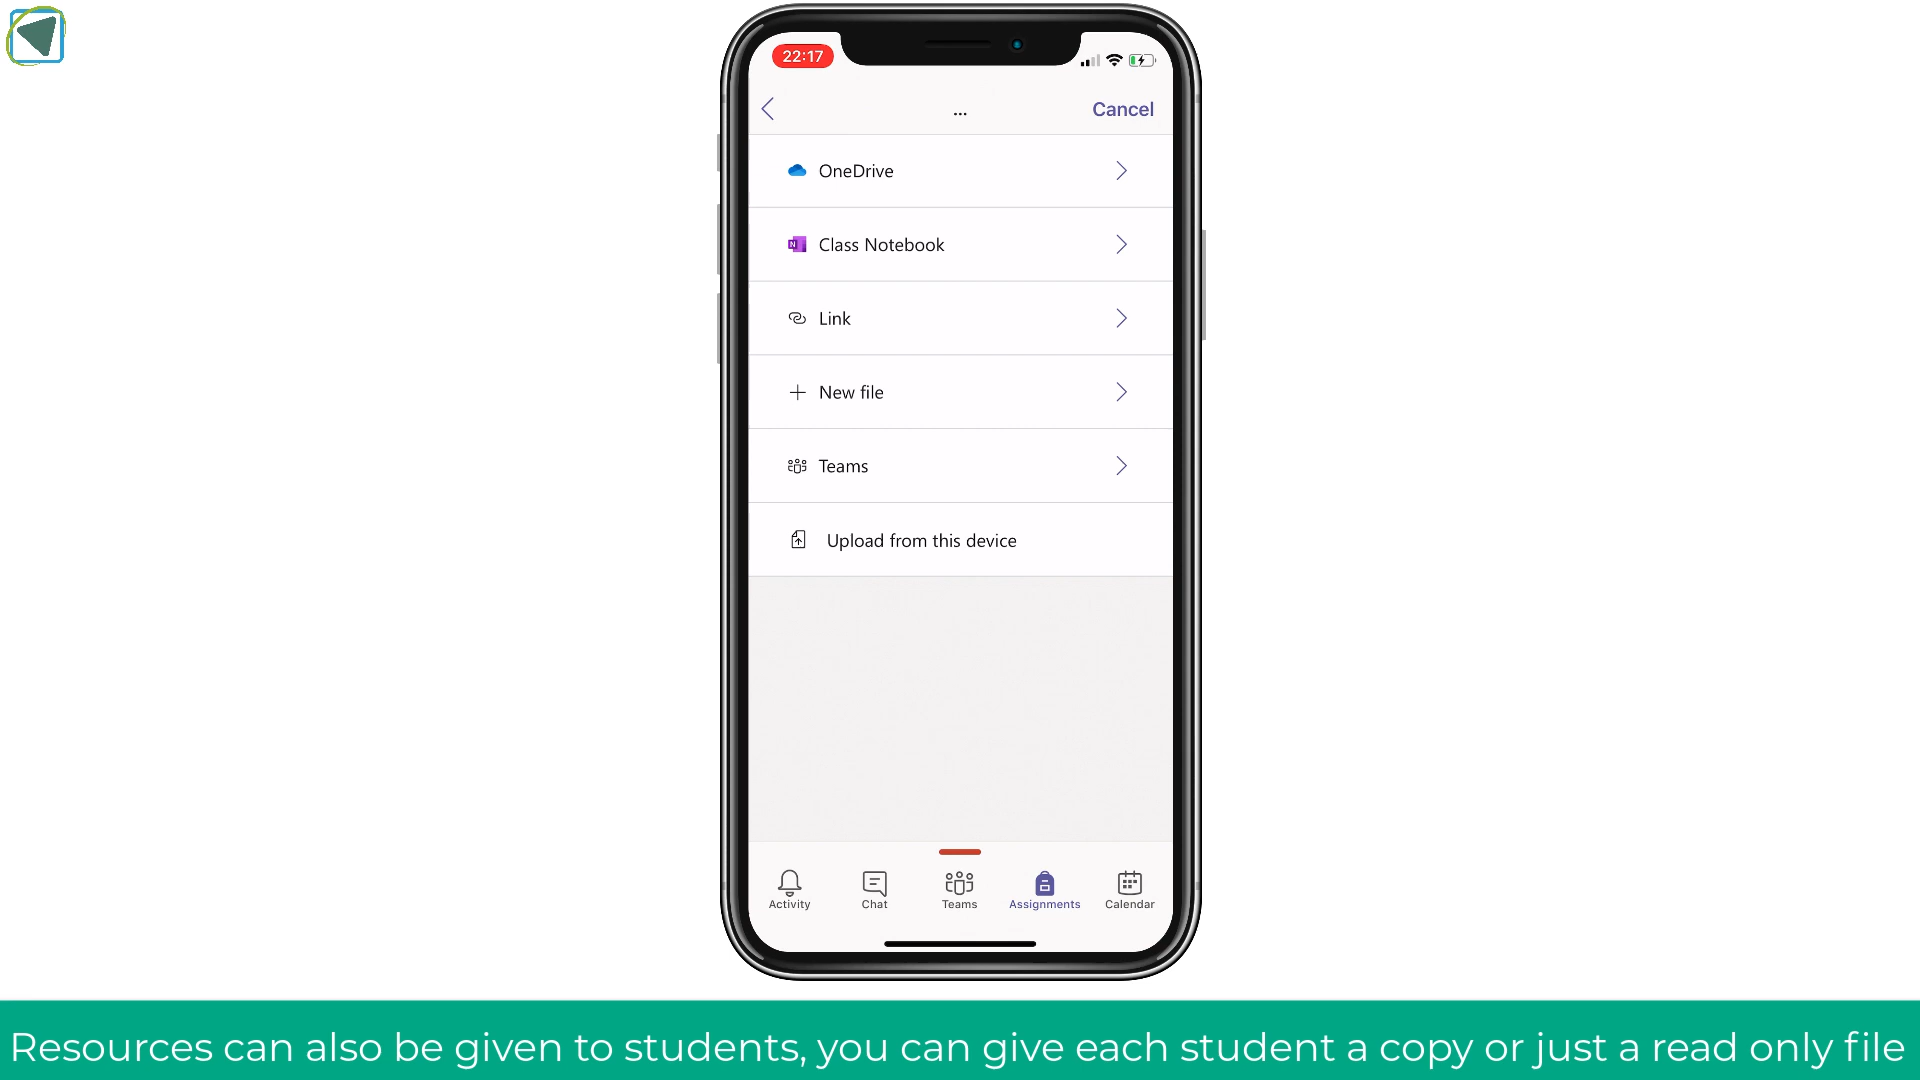 22:17
... Cancel
OneDrive
Class Notebook
Link
New file
Teams
Upload from this device
Activity Chat Teams Assignments Calendar
Resources can also be given to students, you can give each student a copy or just a read only file